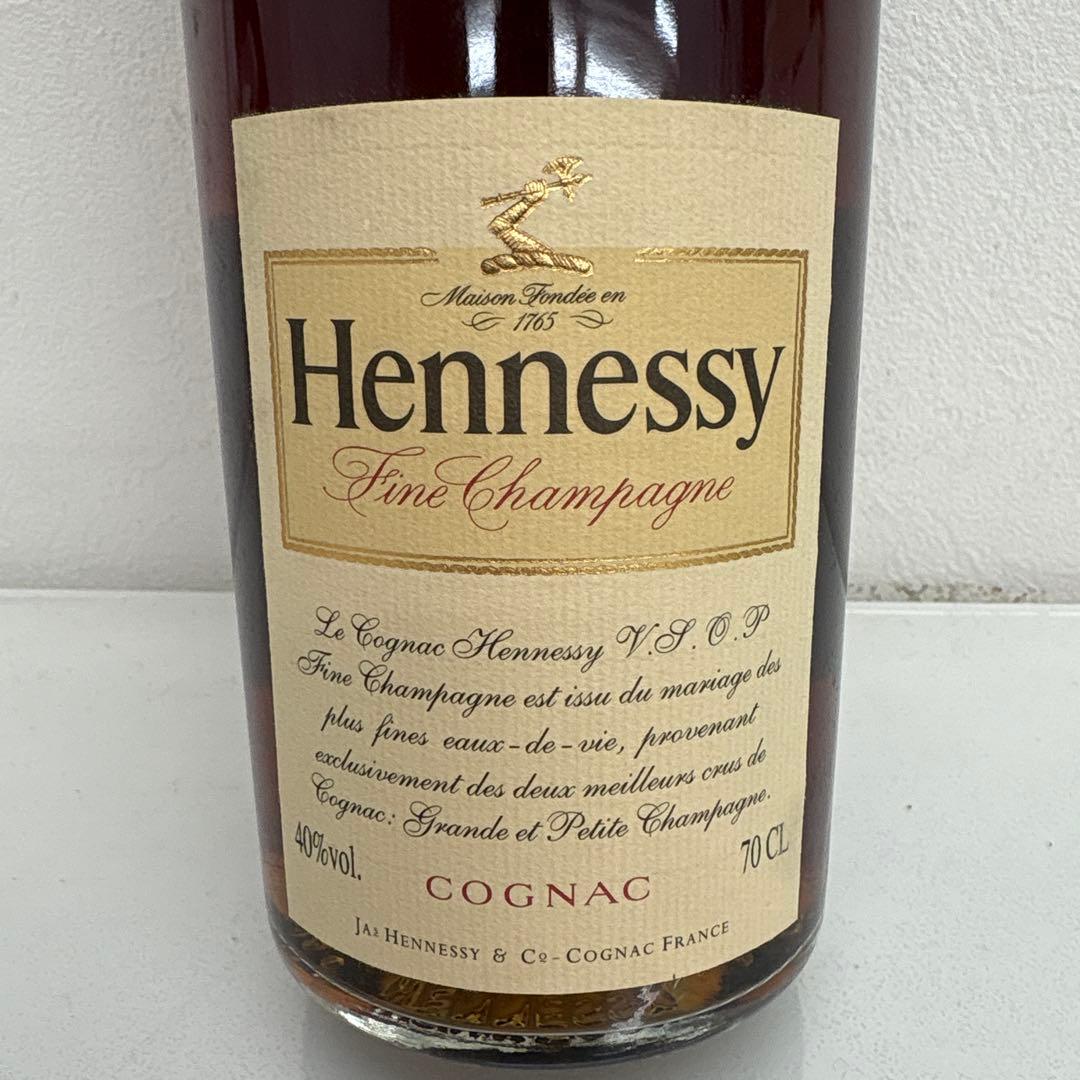 Maison Fondée en
1765
Hennessy
Fine Champagne
Le Cognac Hennessy V.S.O.P
Fine Champagne est issu du mariage des
plus fines eaux-de-vie, provenant
exclusivement des deux meilleurs crus de
Cognac: Grande et Petite Champagne.
40%vol.
70 CL
COGNAC
JAs HENNESSY & Co - COGNAC FRANCE